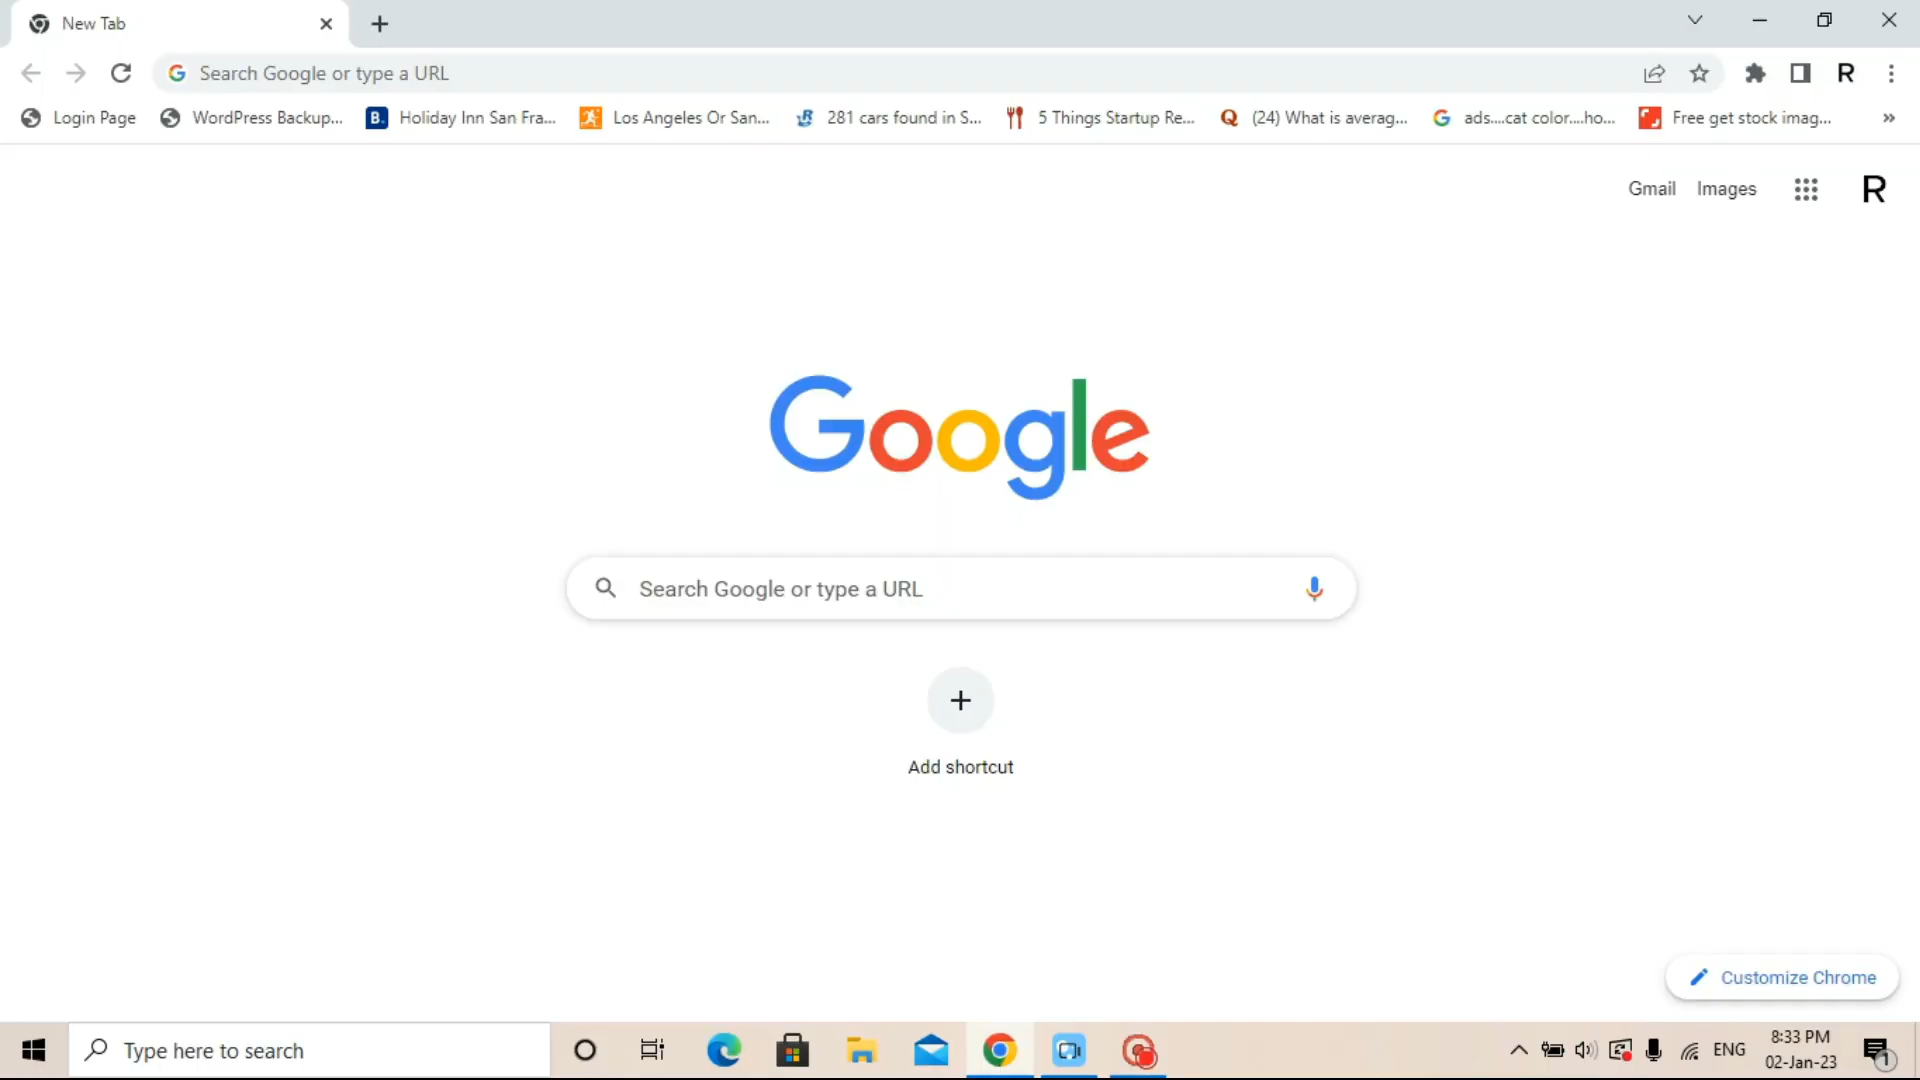 New Tab
Search Google or type a URL
R
Login Page
WordPress Backup...
B. Holiday Inn San Fra...
Los Angeles Or San...
281 cars found in S...
5 Things Startup Re...
Q (24) What is averag...
G ads....cat color....ho...
Free get stock imag...
»
Gmail Images R
Google
Search Google or type a URL
Add shortcut
Customize Chrome
Type here to search
ENG
8:33 PM
02-Jan-23
1